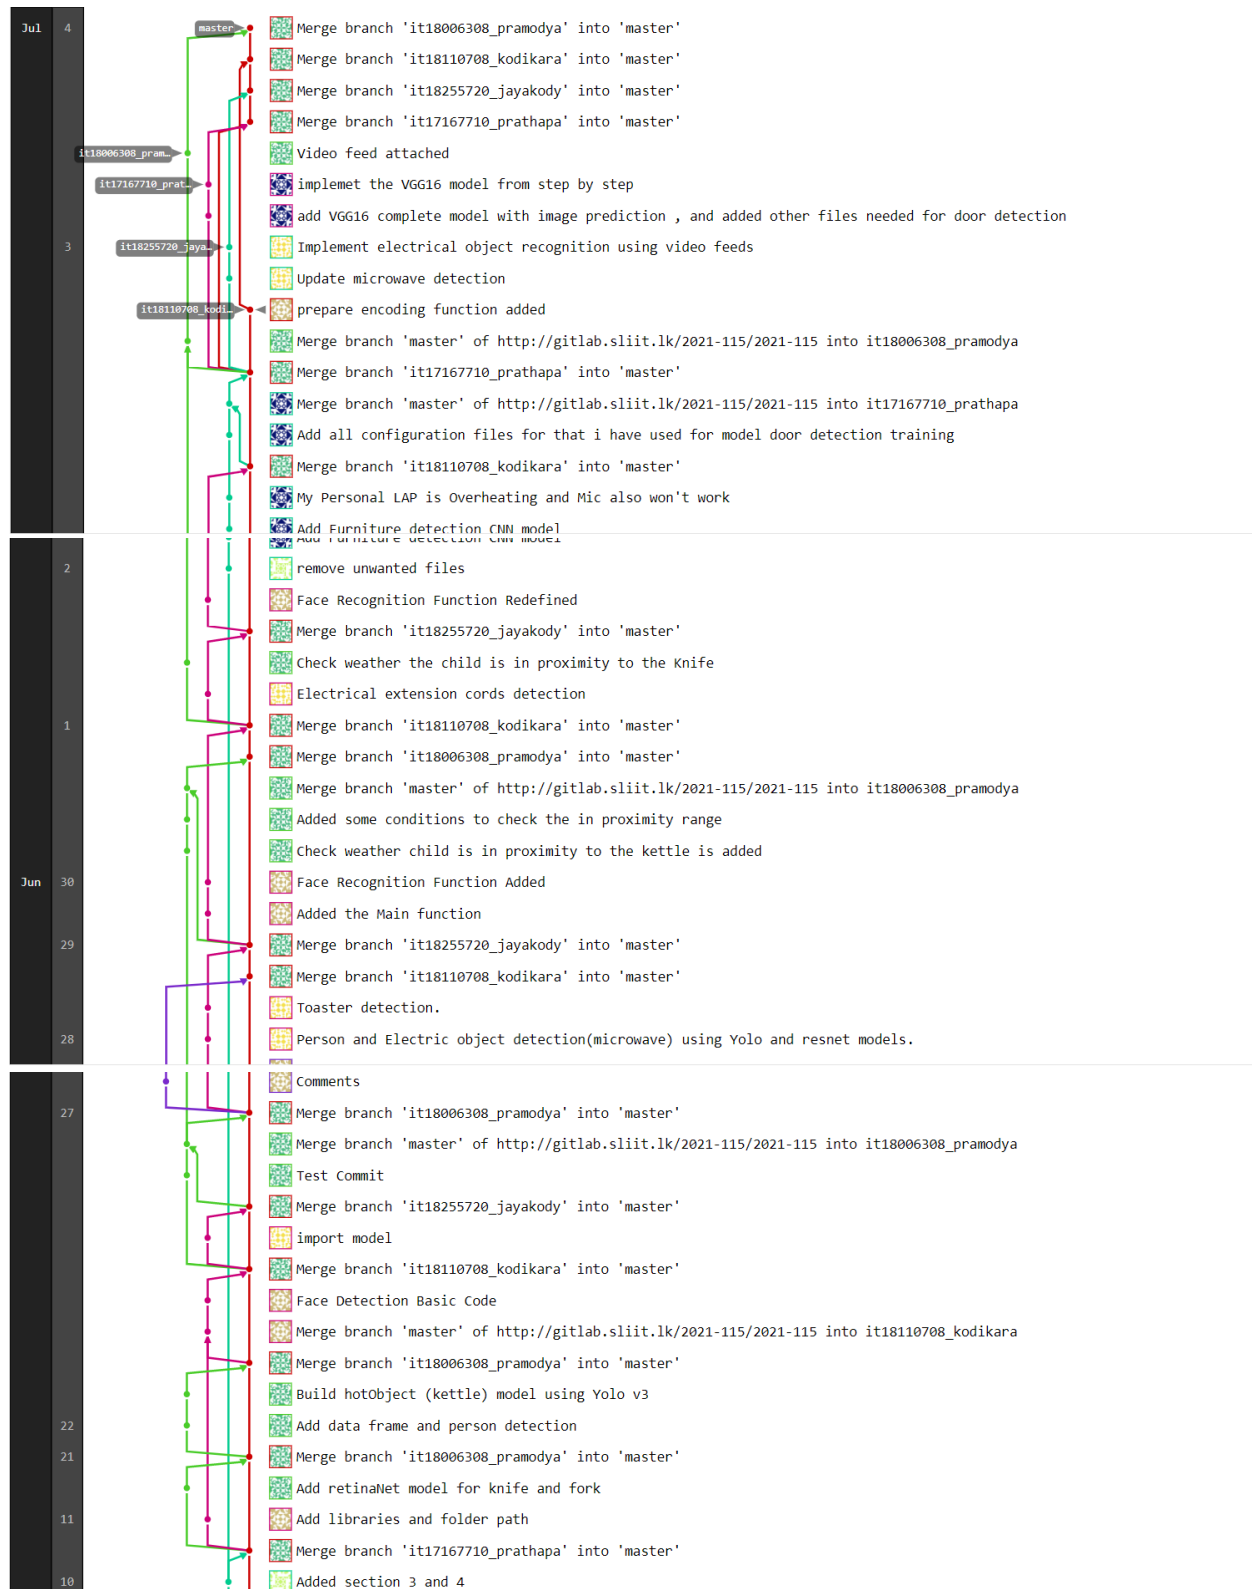 Jul 4 master Merge branch 'it18006308_pramodya' into 'master'
Merge branch 'it18110708_kodikara' into 'master'
Merge branch 'it18255720_jayakody' into 'master'
Merge branch 'it17167710_prathapa' into 'master'
it18006308_pram… Video feed attached
it17167710_prat… implemet the VGG16 model from step by step
add VGG16 complete model with image prediction , and added other files needed for door detection
3 it18255720_jaya… Implement electrical object recognition using video feeds
Update microwave detection
it18110708_kodi… prepare encoding function added
Merge branch 'master' of http://gitlab.sliit.lk/2021-115/2021-115 into it18006308_pramodya
Merge branch 'it17167710_prathapa' into 'master'
Merge branch 'master' of http://gitlab.sliit.lk/2021-115/2021-115 into it17167710_prathapa
Add all configuration files for that i have used for model door detection training
Merge branch 'it18110708_kodikara' into 'master'
My Personal LAP is Overheating and Mic also won't work
Add Furniture detection CNN model
Add Furniture detection CNN model
2 remove unwanted files
Face Recognition Function Redefined
Merge branch 'it18255720_jayakody' into 'master'
Check weather the child is in proximity to the Knife
Electrical extension cords detection
1 Merge branch 'it18110708_kodikara' into 'master'
Merge branch 'it18006308_pramodya' into 'master'
Merge branch 'master' of http://gitlab.sliit.lk/2021-115/2021-115 into it18006308_pramodya
Added some conditions to check the in proximity range
Check weather child is in proximity to the kettle is added
Jun 30 Face Recognition Function Added
Added the Main function
29 Merge branch 'it18255720_jayakody' into 'master'
Merge branch 'it18110708_kodikara' into 'master'
Toaster detection.
28 Person and Electric object detection(microwave) using Yolo and resnet models.
Comments
27 Merge branch 'it18006308_pramodya' into 'master'
Merge branch 'master' of http://gitlab.sliit.lk/2021-115/2021-115 into it18006308_pramodya
Test Commit
Merge branch 'it18255720_jayakody' into 'master'
import model
Merge branch 'it18110708_kodikara' into 'master'
Face Detection Basic Code
Merge branch 'master' of http://gitlab.sliit.lk/2021-115/2021-115 into it18110708_kodikara
Merge branch 'it18006308_pramodya' into 'master'
Build hotObject (kettle) model using Yolo v3
22 Add data frame and person detection
21 Merge branch 'it18006308_pramodya' into 'master'
Add retinaNet model for knife and fork
11 Add libraries and folder path
Merge branch 'it17167710_prathapa' into 'master'
10 Added section 3 and 4